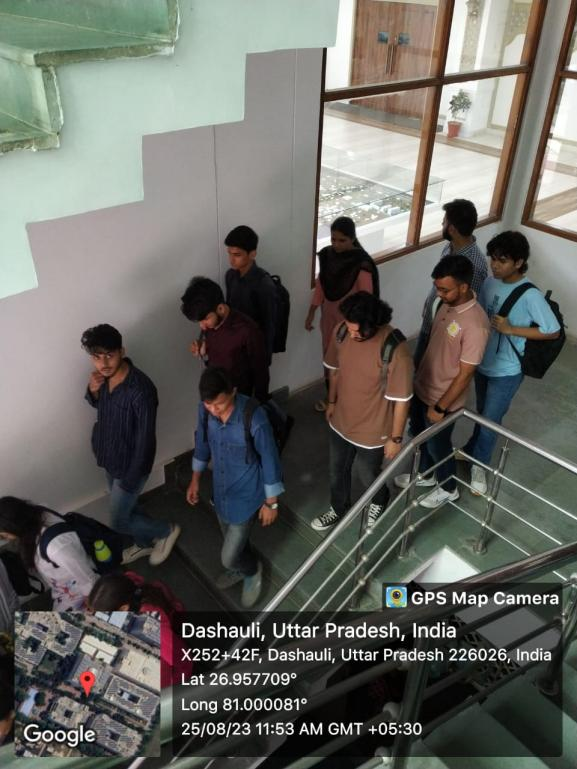 GPS Map Camera
Dashauli, Uttar Pradesh, India
X252+42F, Dashauli, Uttar Pradesh 226026, India
Lat 26.957709°
Long 81.000081°
25/08/23 11:53 AM GMT +05:30
Google